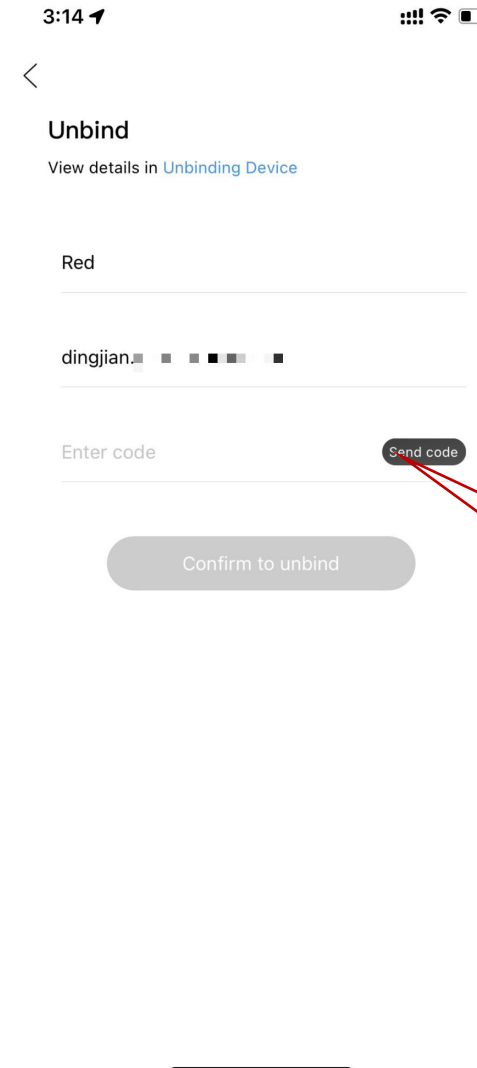 3:14
Unbind
View details in Unbinding Device
Red
dingjian.
Enter code
Send code
Confirm to unbind